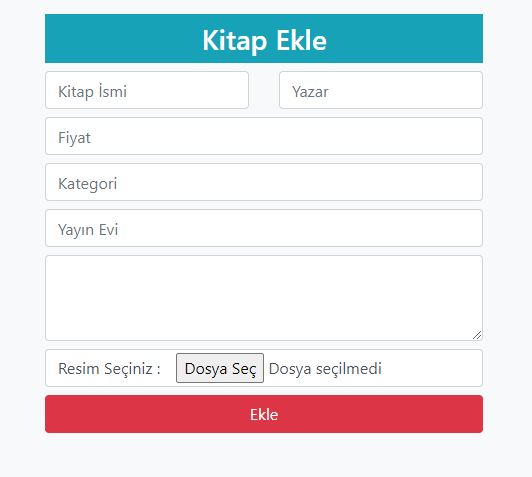 Kitap Ekle
Kitap İsmi Yazar
Fiyat
Kategori
Yayın Evi
Resim Seçiniz : Dosya Seç Dosya seçilmedi
Ekle